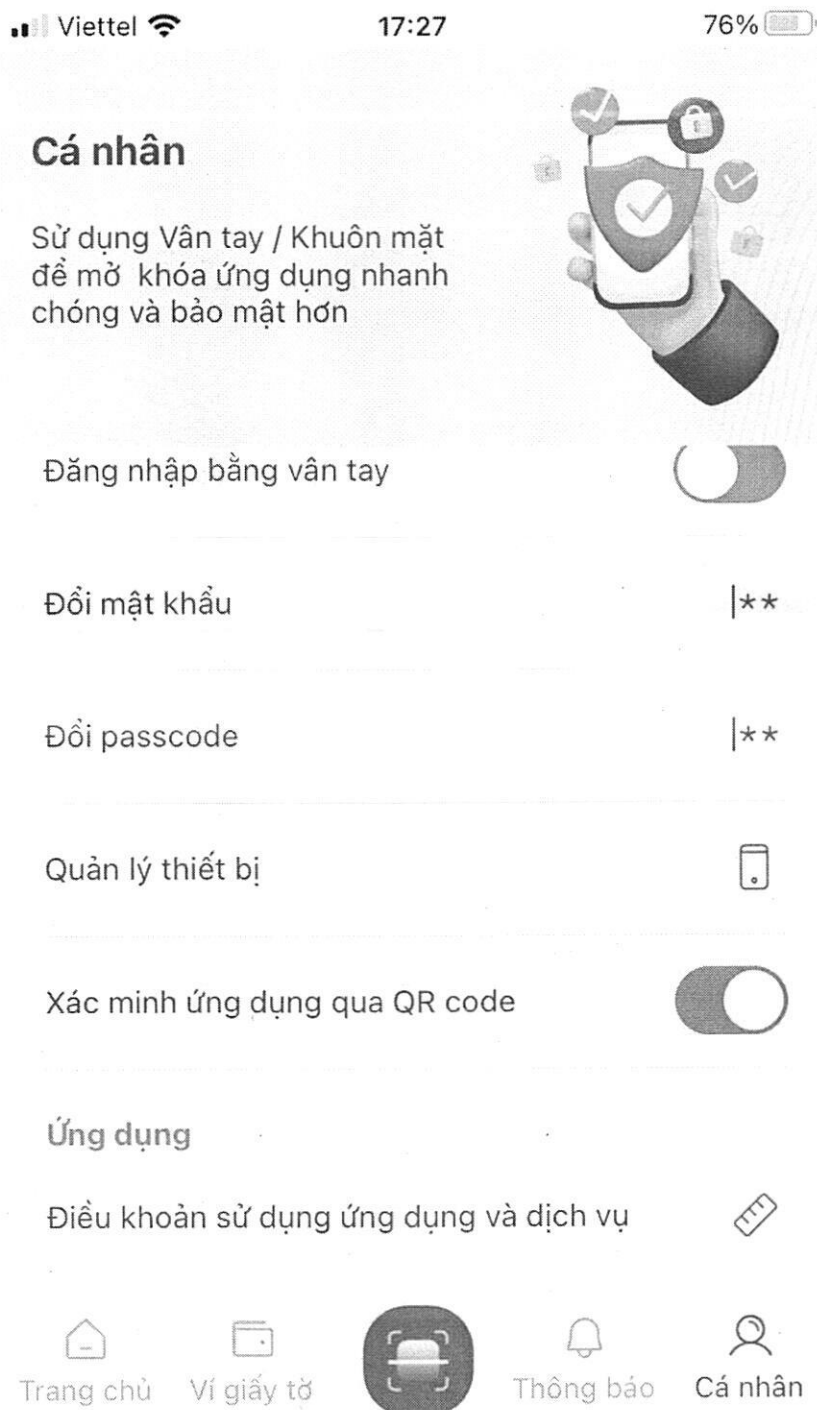 Viettel 17:27 76%
Cá nhân
Sử dụng Vân tay / Khuôn mặt
để mở khóa ứng dụng nhanh
chóng và bảo mật hơn
Đăng nhập bằng vân tay
Đổi mật khẩu |**
Đổi passcode |**
Quản lý thiết bị
Xác minh ứng dụng qua QR code
Ứng dụng
Điều khoản sử dụng ứng dụng và dịch vụ
Trang chủ Ví giấy tờ Thông báo Cá nhân